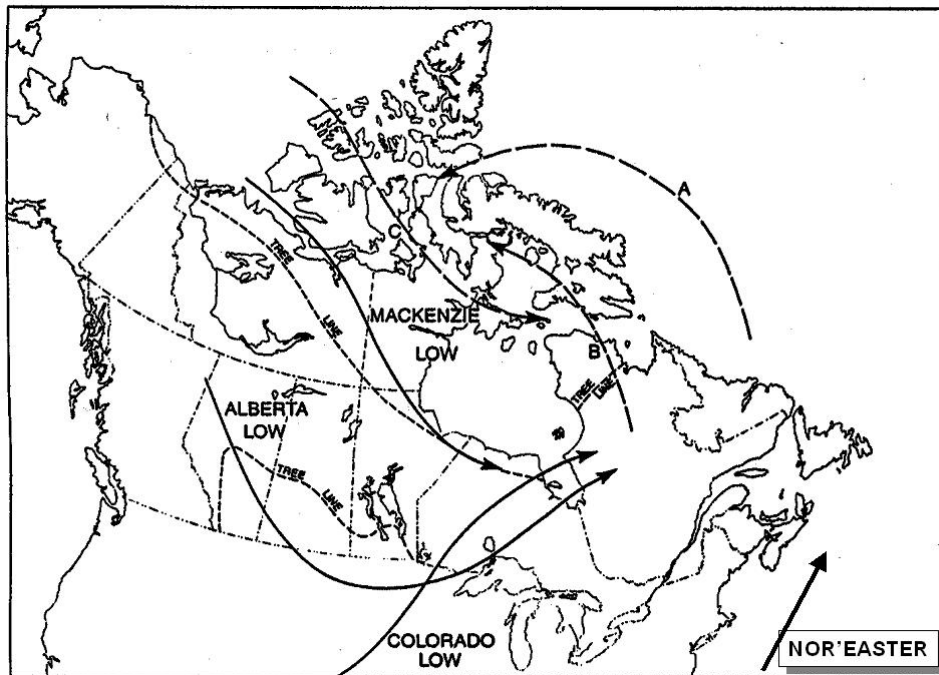 A
C
TREE
LINE
MACKENZIE
LOW
B
TREE
LINE
ALBERTA
LOW
TREE
LINE
COLORADO
LOW
NOR'EASTER